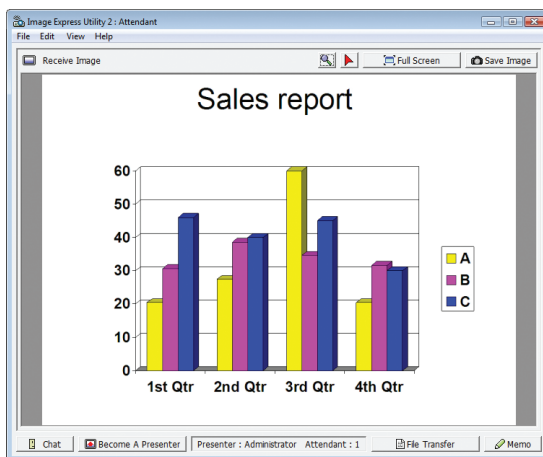 Image Express Utility 2 : Attendant
File Edit View Help
Receive Image Full Screen Save Image
Sales report
60
50
40
30
20
10
0
1st Qtr 2nd Qtr 3rd Qtr 4th Qtr
A
B
C
Chat Become A Presenter Presenter : Administrator Attendant : 1 File Transfer Memo